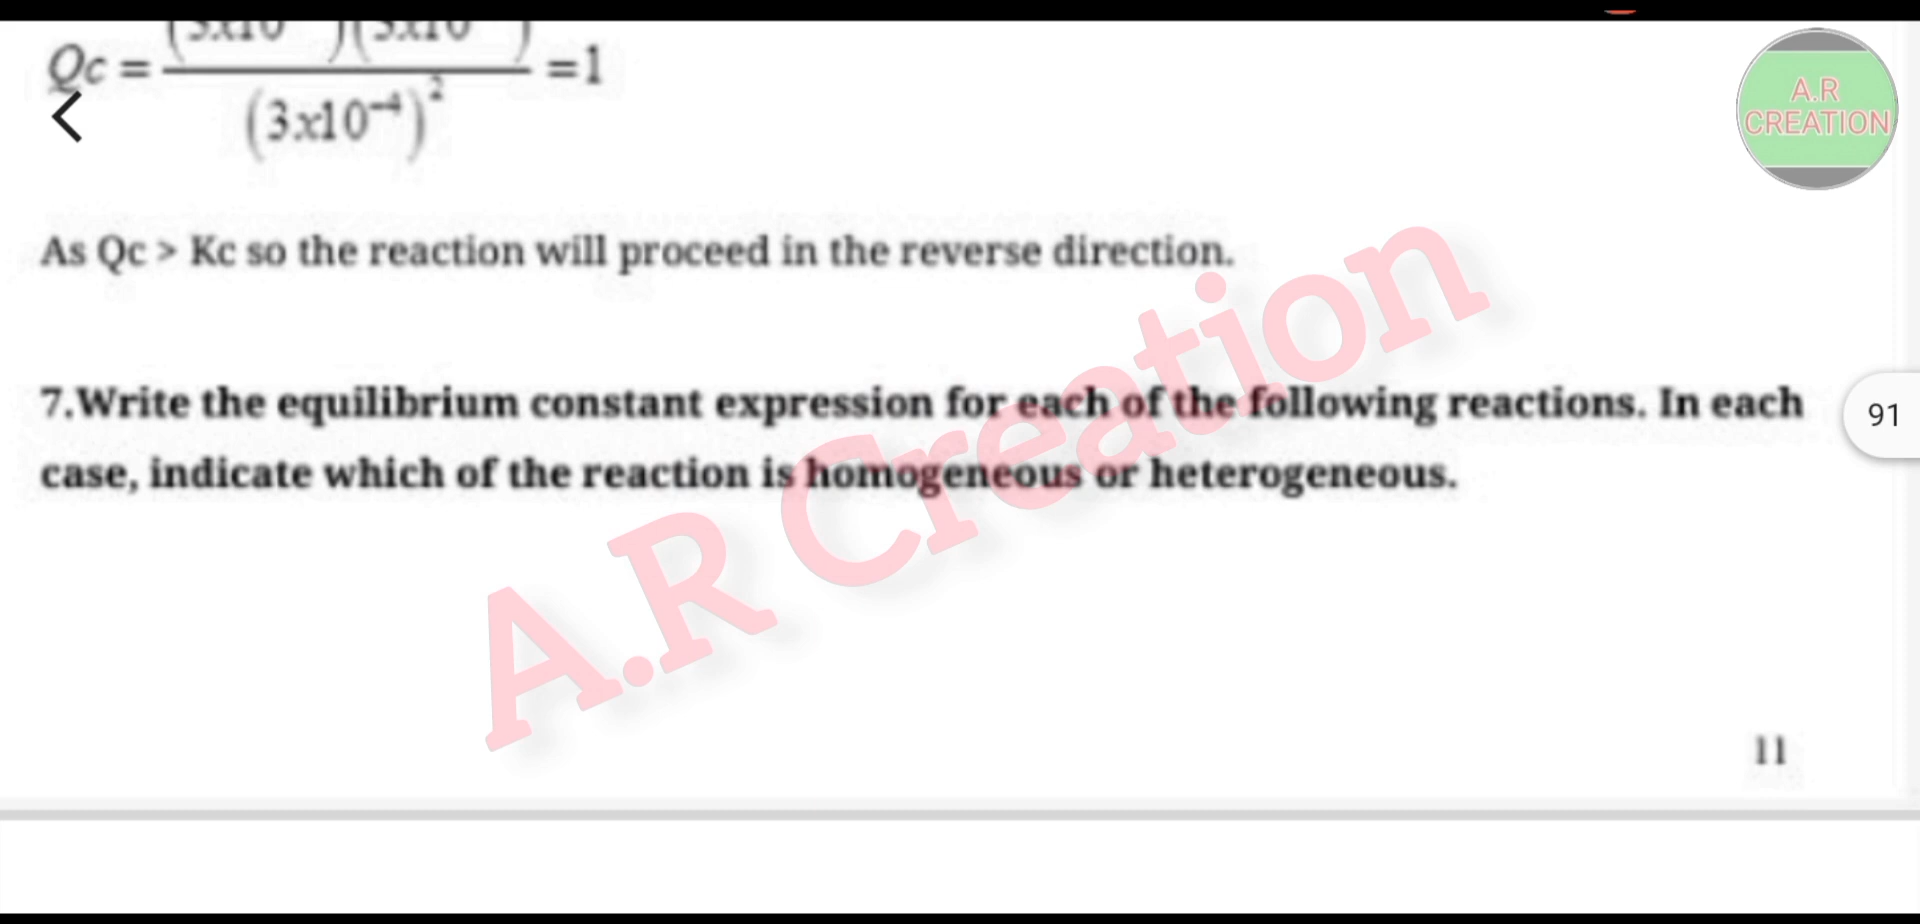 Qc = (3x10 )(3x10 ) / (3x10⁻⁴)² =1
A.R
CREATION
As Qc > Kc so the reaction will proceed in the reverse direction.
7.Write the equilibrium constant expression for each of the following reactions. In each
91
case, indicate which of the reaction is homogeneous or heterogeneous.
A.R Creation
11